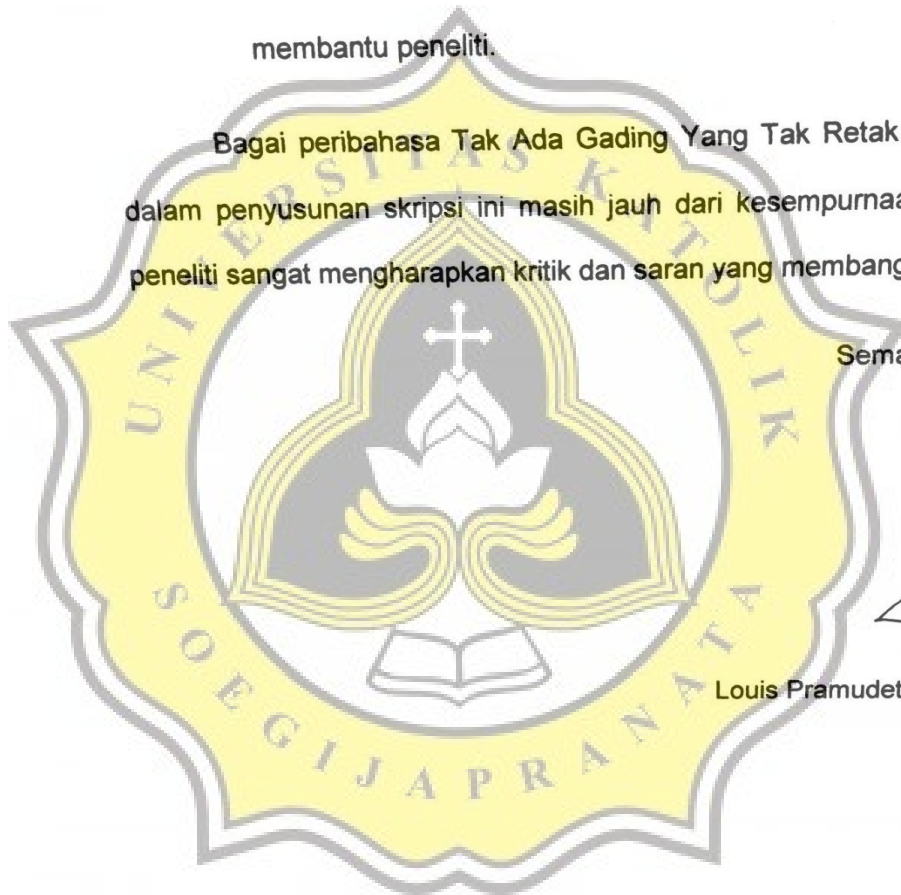 membantu peneliti.
Bagai peribahasa Tak Ada Gading Yang Tak Retak
dalam penyusunan skripsi ini masih jauh dari kesempurnaa
peneliti sangat mengharapkan kritik dan saran yang membang
Sema
Louis Pramudet
UNIVERSITAS KATOLIK
SOEGIJAPRANATA